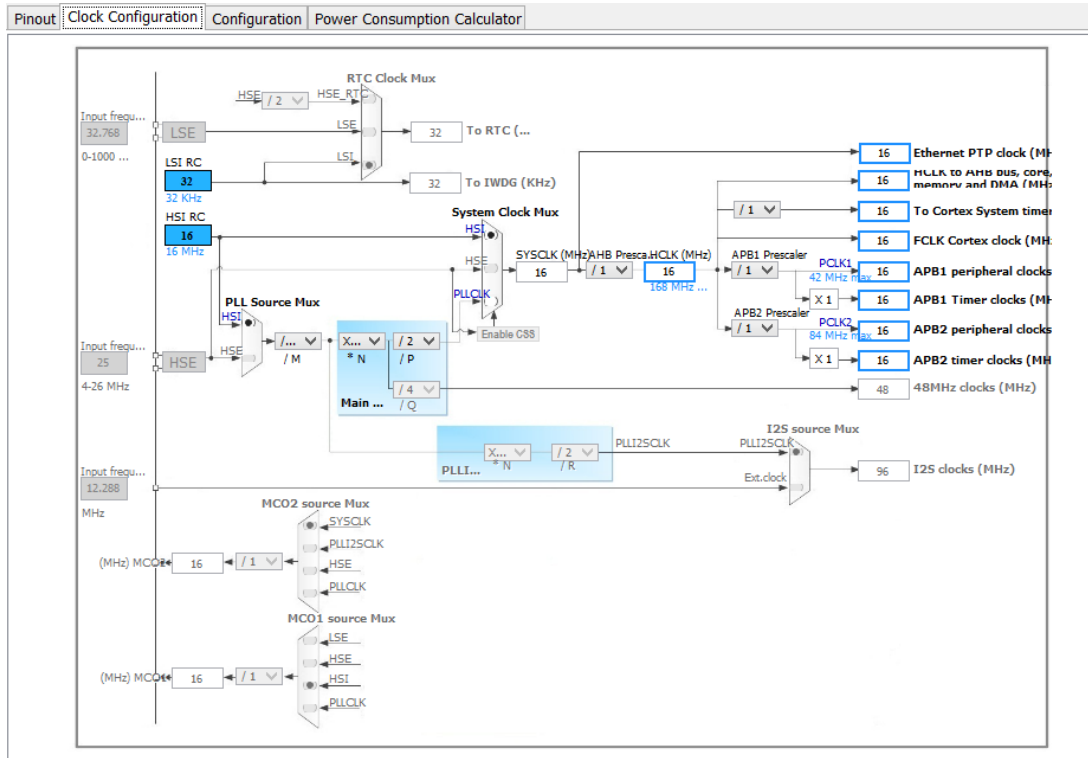 Pinout Clock Configuration Configuration Power Consumption Calculator
RTC Clock Mux
HSE / 2 HSE_RTC
Input frequ...
32.768
0-1000 ...
LSE
LSE
32 To RTC (...
LSI
LSI RC
32
32 KHz
32 To IWDG (KHz)
HSI RC
16
16 MHz
System Clock Mux
HSI
HSE
PLLCLK
Enable CSS
SYSCLK (MHz)
16
AHB Presca...
/ 1
HCLK (MHz)
16
168 MHz ...
16 Ethernet PTP clock (MH
16 HCLK to AHB bus, core,
memory and DMA (MHz
/ 1 16 To Cortex System timer
16 FCLK Cortex clock (MH
APB1 Prescaler
/ 1
PCLK1
42 MHz max
16 APB1 peripheral clocks
X 1 16 APB1 Timer clocks (MH
APB2 Prescaler
/ 1
PCLK2
84 MHz max
16 APB2 peripheral clocks
X 1 16 APB2 timer clocks (MH
48 48MHz clocks (MHz)
PLL Source Mux
HSI
HSE
Input frequ...
25
4-26 MHz
HSE
/...
/ M
X...
* N
/ 2
/ P
/ 4
/ Q
Main ...
X...
* N
/ 2
/ R
PLLI...
PLLI2SCLK
I2S source Mux
PLLI2SCLK
Ext.clock
96 I2S clocks (MHz)
Input frequ...
12.288
MHz
MCO2 source Mux
SYSCLK
PLLI2SCLK
HSE
PLLCLK
(MHz) MCO2 16 / 1
MCO1 source Mux
LSE
HSE
HSI
PLLCLK
(MHz) MCO1 16 / 1